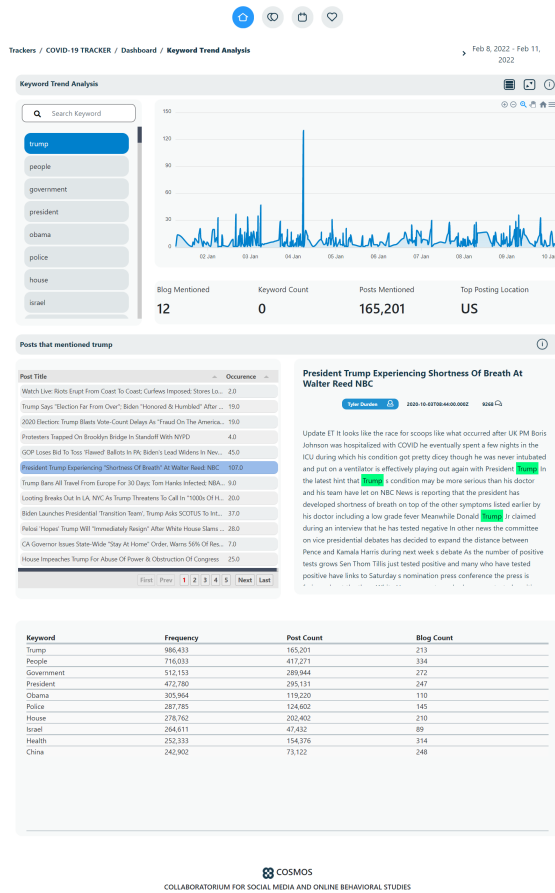 Trackers / COVID-19 TRACKER / Dashboard / Keyword Trend Analysis
Feb 8, 2022 - Feb 11,
2022
Keyword Trend Analysis
Search Keyword
trump
people
government
president
obama
police
house
israel
150
120
90
60
30
0
02 Jan 03 Jan 04 Jan 05 Jan 06 Jan 07 Jan 08 Jan 09 Jan 10 Ja
Blog Mentioned Keyword Count Posts Mentioned Top Posting Location
12 0 165,201 US
Posts that mentioned trump
Post Title Occurence
Watch Live: Riots Erupt From Coast To Coast; Curfews Imposed; Stores Lo... 2.0
Trump Says "Election Far From Over"; Biden "Honored & Humbled" After ... 19.0
2020 Election: Trump Blasts Vote-Count Delays As "Fraud On The America... 19.0
Protesters Trapped On Brooklyn Bridge In Standoff With NYPD 4.0
GOP Loses Bid To Toss 'Flawed' Ballots In PA; Biden's Lead Widens In Nev... 45.0
President Trump Experiencing "Shortness Of Breath" At Walter Reed: NBC 107.0
Trump Bans All Travel From Europe For 30 Days; Tom Hanks Infected; NBA... 9.0
Looting Breaks Out In LA, NYC As Trump Threatens To Call In "1000s Of H... 20.0
Biden Launches Presidential 'Transition Team', Trump Asks SCOTUS To Int... 37.0
Pelosi 'Hopes' Trump Will "Immediately Resign" After White House Slams ... 28.0
CA Governor Issues State-Wide "Stay At Home" Order, Warns 56% Of Res... 7.0
House Impeaches Trump For Abuse Of Power & Obstruction Of Congress 25.0
First Prev 1 2 3 4 5 Next Last
President Trump Experiencing Shortness Of Breath At
Walter Reed NBC
Tyler Durden 2020-10-03T08:44:00.000Z 9268
Update ET It looks like the race for scoops like what occurred after UK PM Boris
Johnson was hospitalized with COVID he eventually spent a few nights in the
ICU during which his condition got pretty dicey though he was never intubated
and put on a ventilator is effectively playing out again with President Trump In
the latest hint that Trump s condition may be more serious than his doctor
and his team have let on NBC News is reporting that the president has
developed shortness of breath on top of the other symptoms listed earlier by
his doctor including a low grade fever Meanwhile Donald Trump Jr claimed
during an interview that he has tested negative In other news the committee
on vice presidential debates has decided to expand the distance between
Pence and Kamala Harris during next week s debate As the number of positive
tests grows Sen Thom Tillis just tested positive and many who have tested
positive have links to Saturday s nomination press conference the press is
Keyword Frequency Post Count Blog Count
Trump 986,433 165,201 213
People 716,033 417,271 334
Government 512,153 289,944 272
President 472,780 295,131 247
Obama 305,964 119,220 110
Police 287,785 124,602 145
House 278,762 202,402 210
Israel 264,611 47,432 89
Health 252,333 154,376 314
China 242,902 73,122 248
COSMOS
COLLABORATORIUM FOR SOCIAL MEDIA AND ONLINE BEHAVIORAL STUDIES